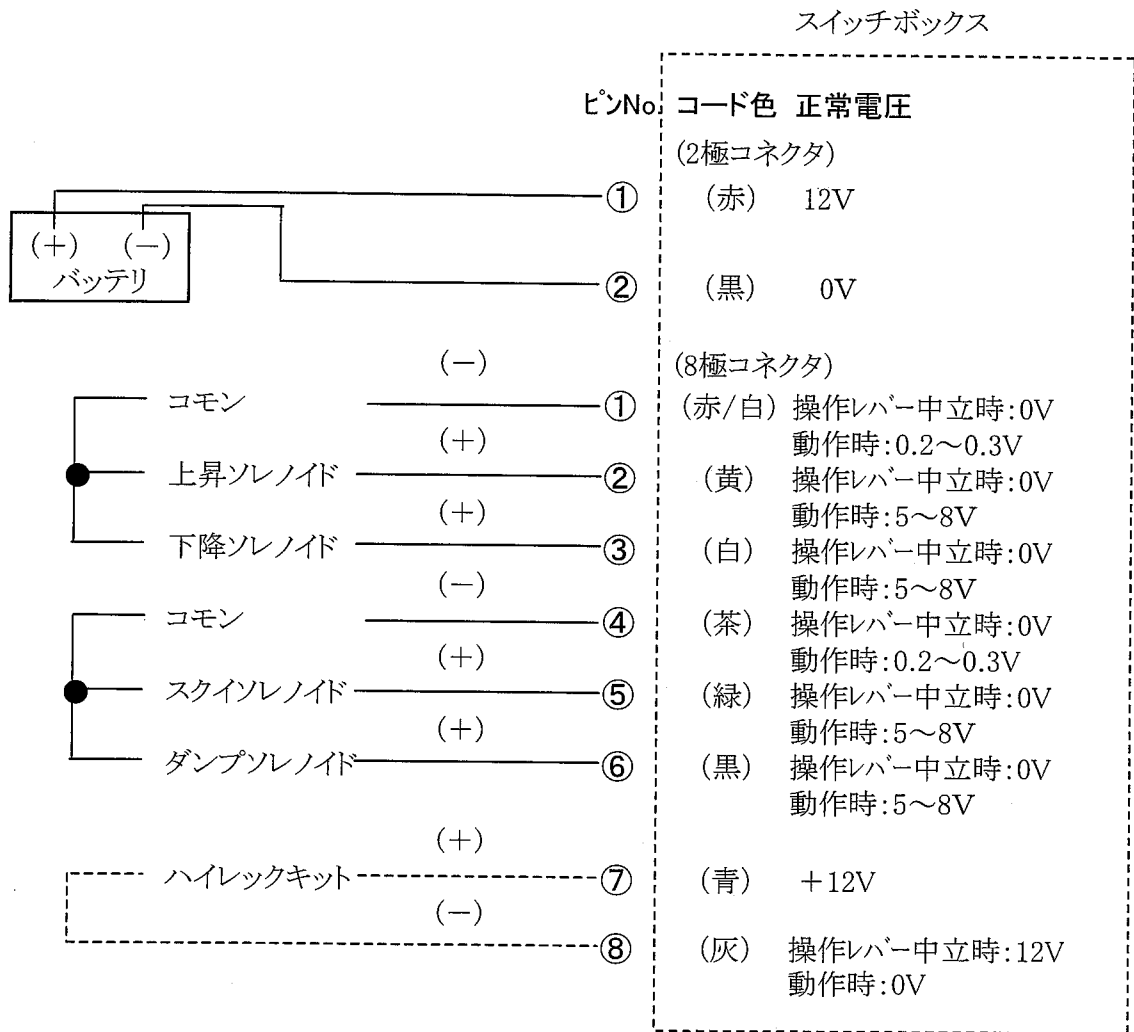 スイッチボックス
ピンNo. コード色 正常電圧
(2極コネクタ)
① (赤) 12V
(+) (−)
バッテリ
② (黒) 0V
(−) (8極コネクタ)
コモン ① (赤/白) 操作レバー中立時:0V
(+) 動作時:0.2～0.3V
上昇ソレノイド ② (黄) 操作レバー中立時:0V
(+) 動作時:5～8V
下降ソレノイド ③ (白) 操作レバー中立時:0V
(−) 動作時:5～8V
コモン ④ (茶) 操作レバー中立時:0V
(+) 動作時:0.2～0.3V
スクイソレノイド ⑤ (緑) 操作レバー中立時:0V
(+) 動作時:5～8V
ダンプソレノイド ⑥ (黒) 操作レバー中立時:0V
動作時:5～8V
(+)
ハイレックキット ⑦ (青) +12V
(−)
⑧ (灰) 操作レバー中立時:12V
動作時:0V